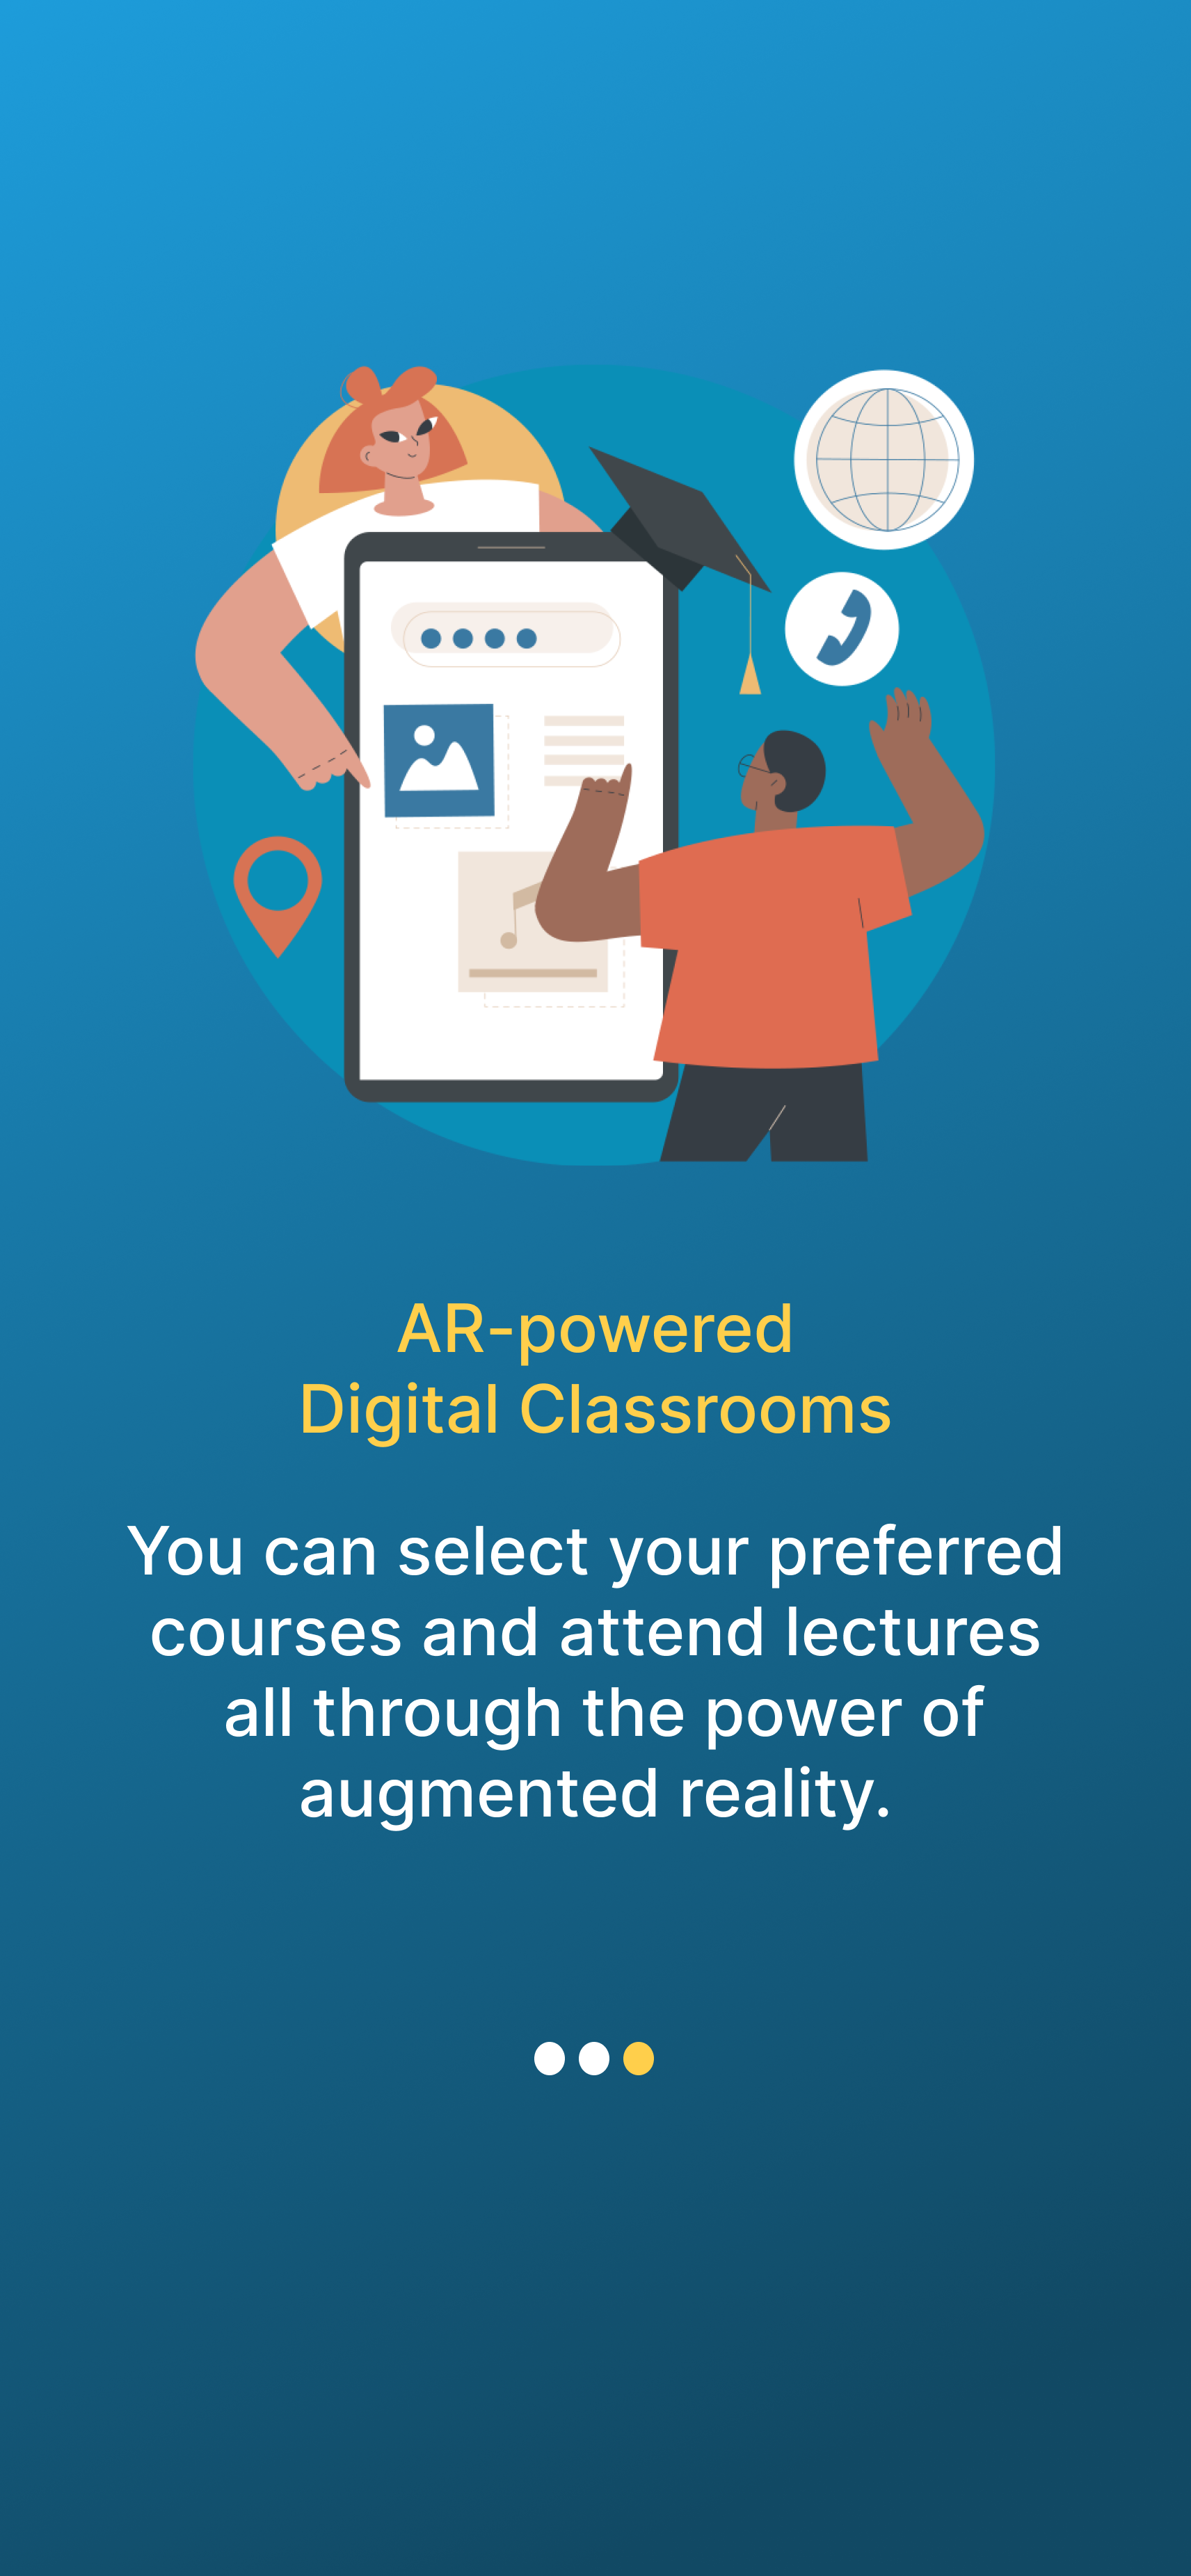 AR-powered
Digital Classrooms
You can select your preferred
courses and attend lectures
all through the power of
augmented reality.